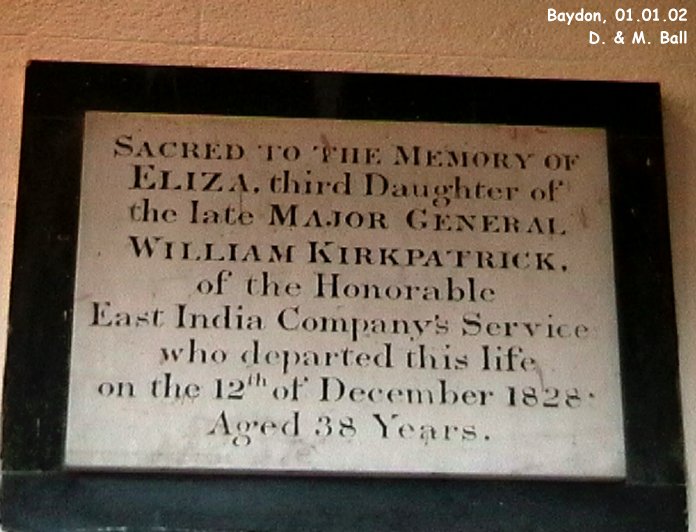 Baydon, 01.01.02
D. & M. Ball
SACRED TO THE MEMORY OF
ELIZA. third Daughter of
the late MAJOR GENERAL
WILLIAM KIRKPATRICK.
of the Honorable
East India Company's Service
who departed this life
on the 12th of December 1828:
Aged 38 Years.